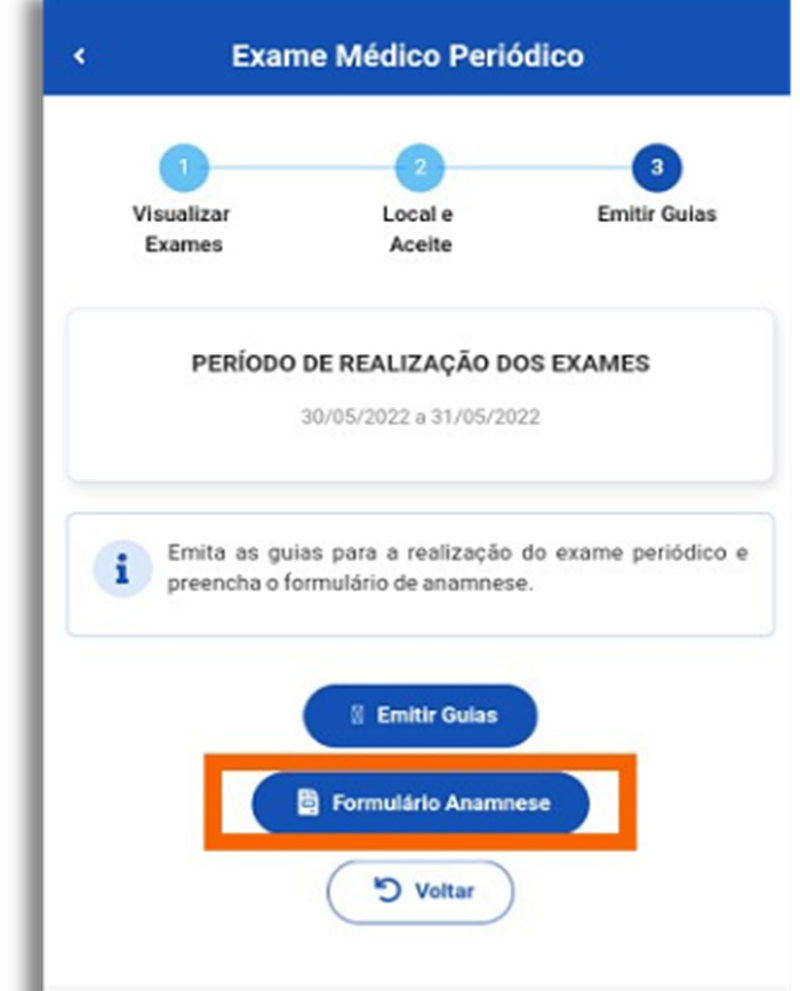 Exame Médico Periódico
1
2
3
Visualizar
Exames
Local e
Aceite
Emitir Guias
PERÍODO DE REALIZAÇÃO DOS EXAMES
30/05/2022 a 31/05/2022
Emita as guias para a realização do exame periódico e
preencha o formulário de anamnese.
Emitir Guias
Formulário Anamnese
Voltar